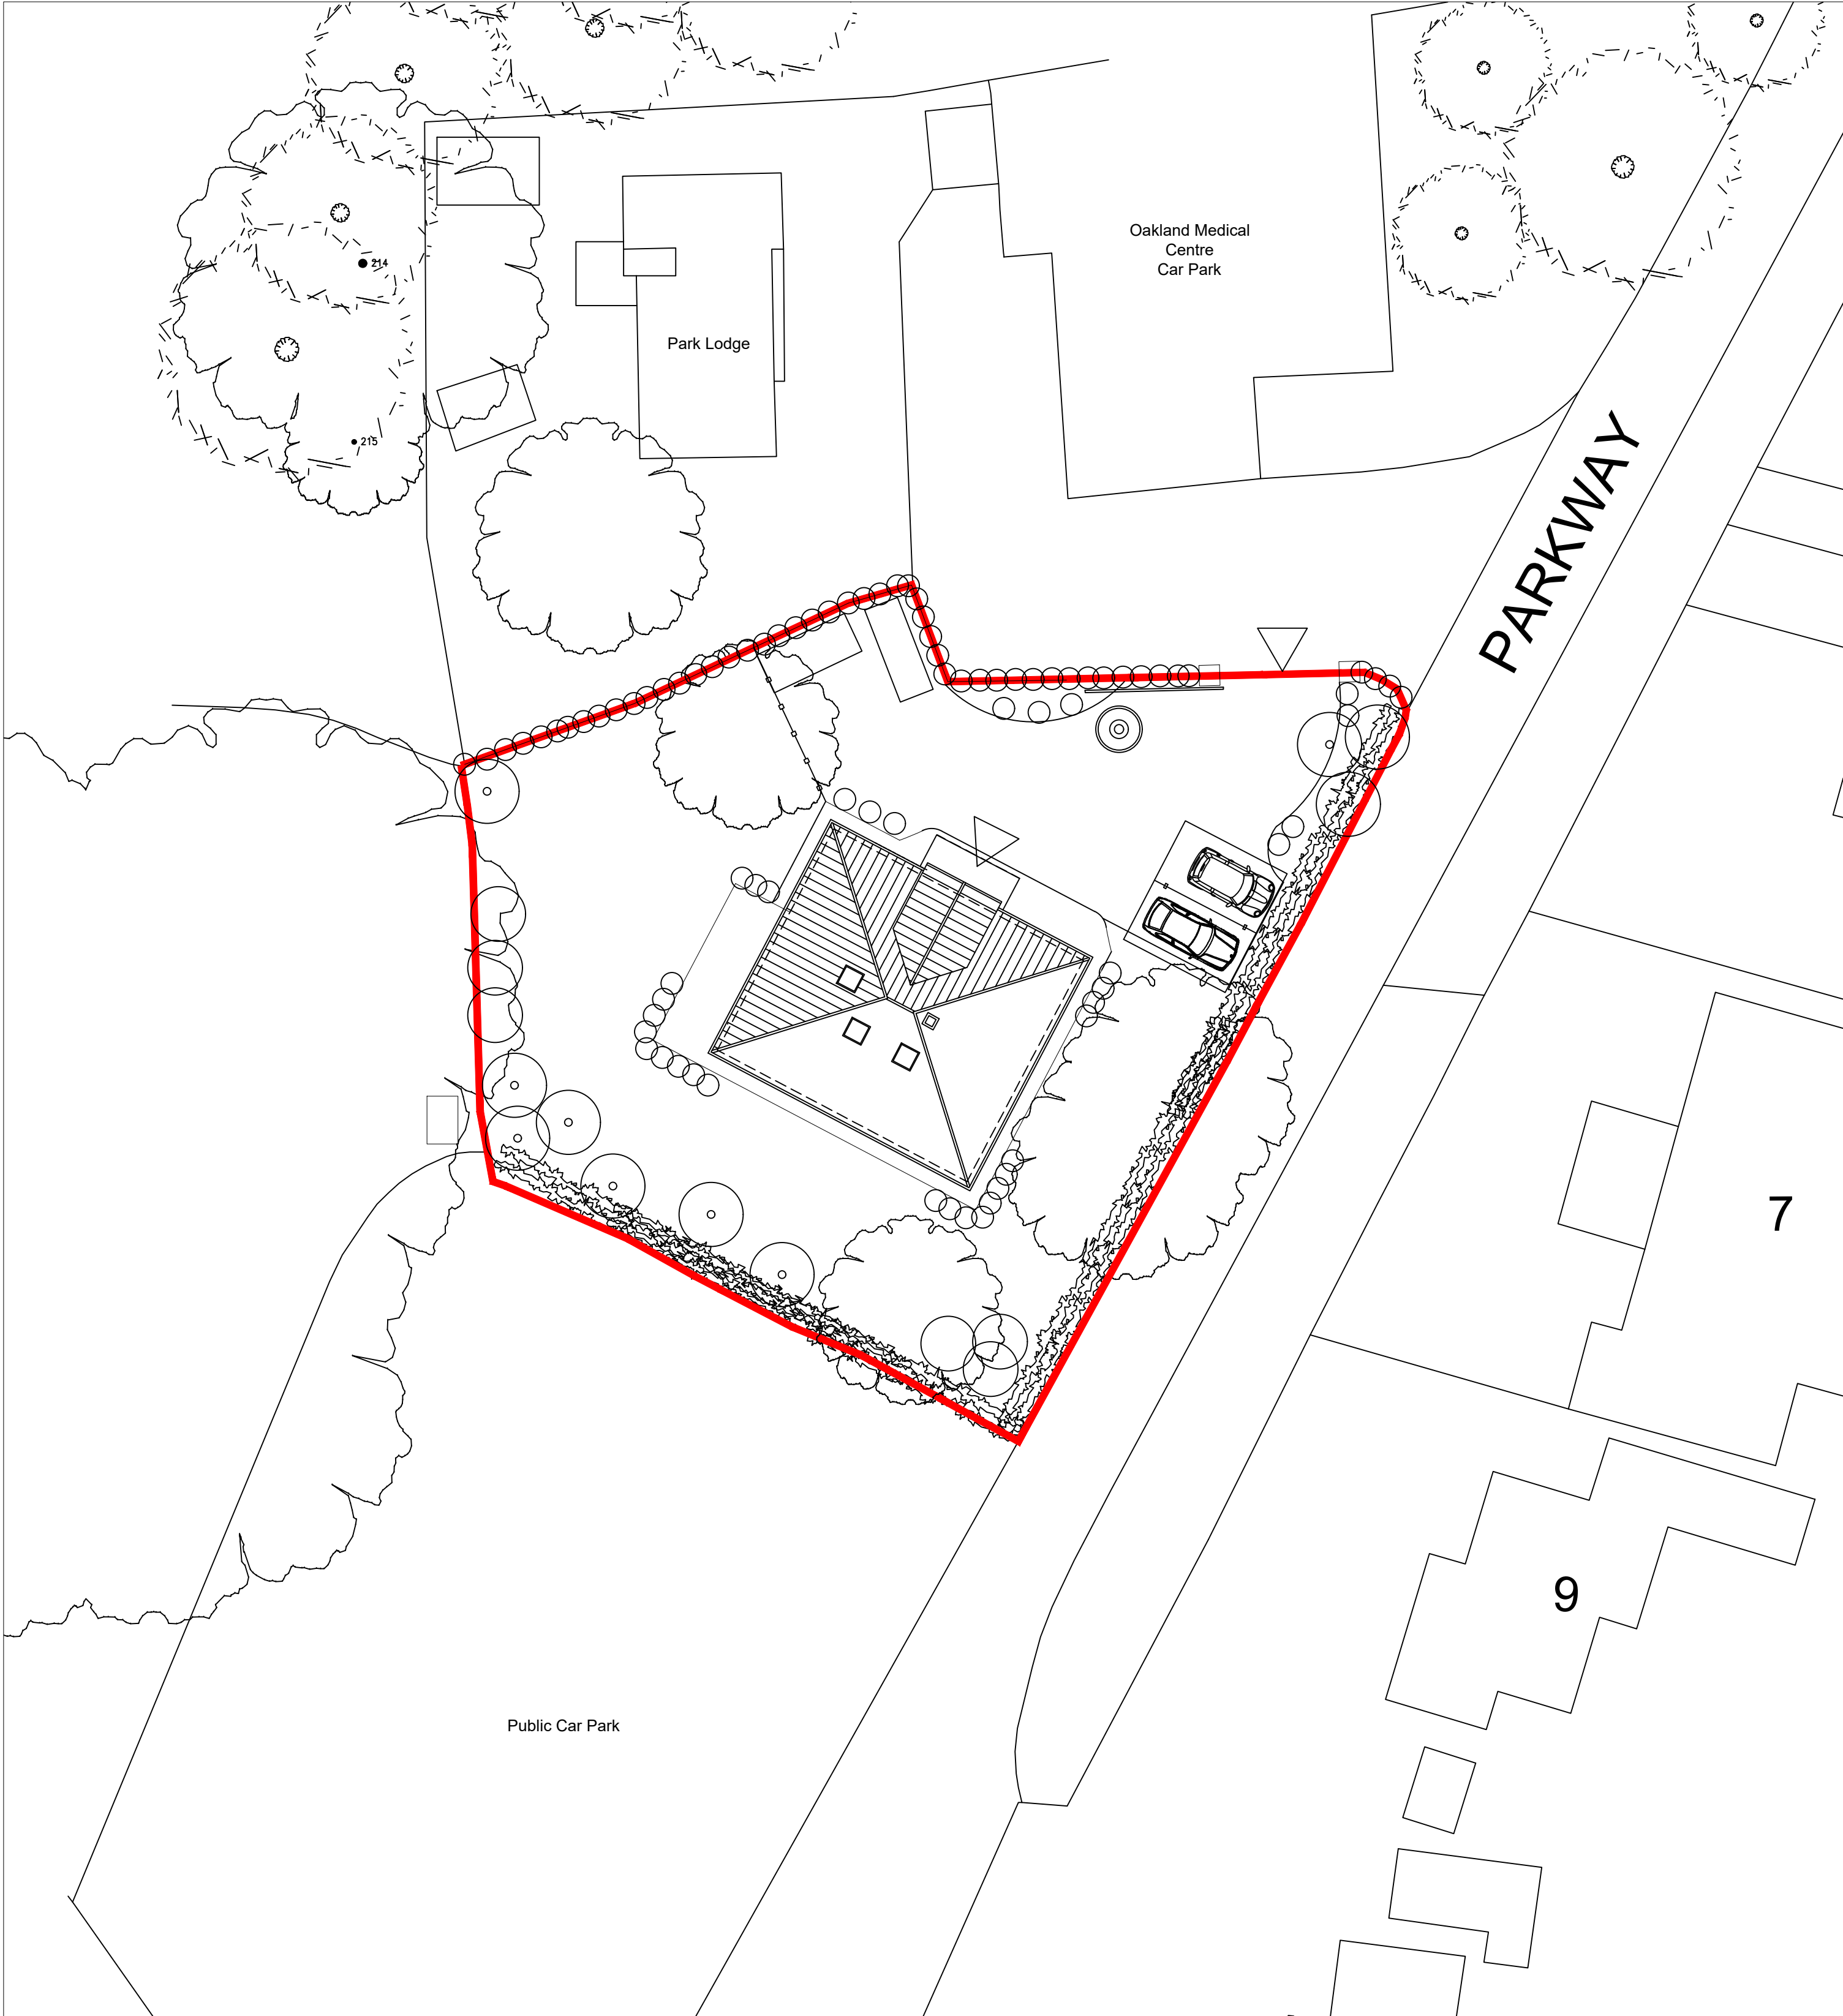 Oakland Medical
Centre
Car Park
214
Park Lodge
215
PARKWAY
7
9
Public Car Park